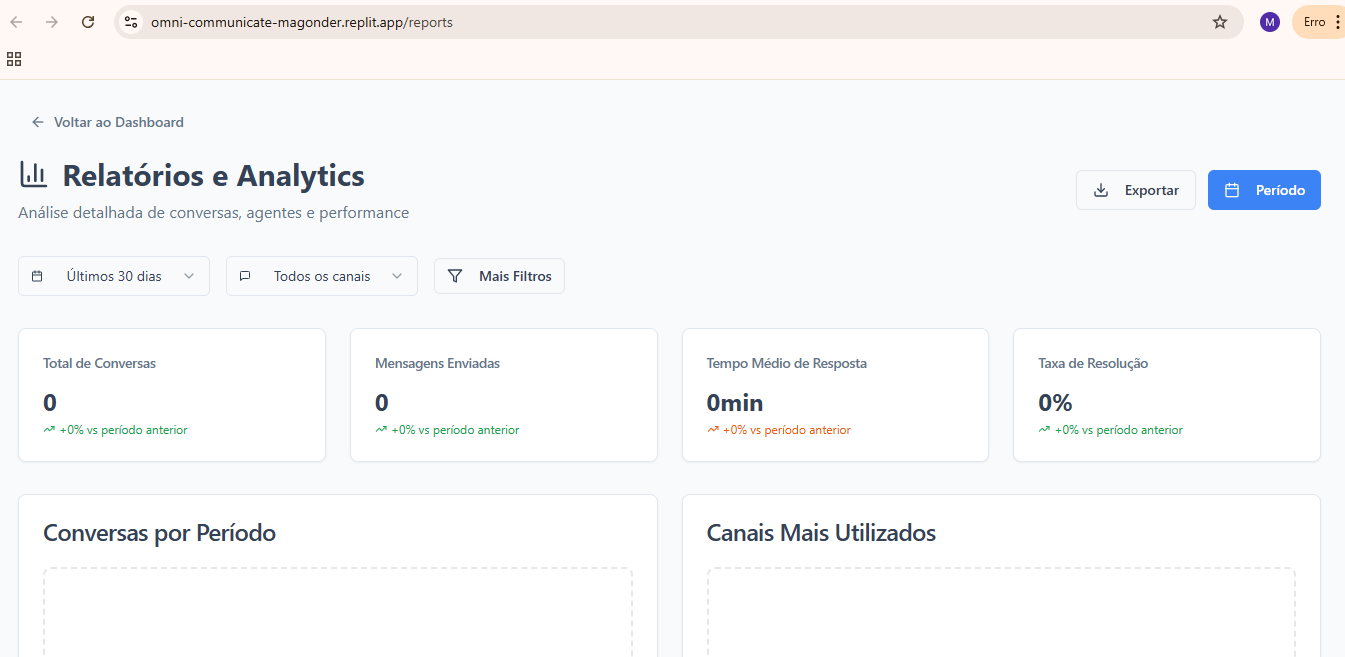 omni-communicate-magonder.replit.app/reports
M
Erro
Voltar ao Dashboard
Relatórios e Analytics
Análise detalhada de conversas, agentes e performance
Exportar
Período
Últimos 30 dias
Todos os canais
Mais Filtros
Total de Conversas
0
+0% vs período anterior
Mensagens Enviadas
0
+0% vs período anterior
Tempo Médio de Resposta
0min
+0% vs período anterior
Taxa de Resolução
0%
+0% vs período anterior
Conversas por Período
Canais Mais Utilizados